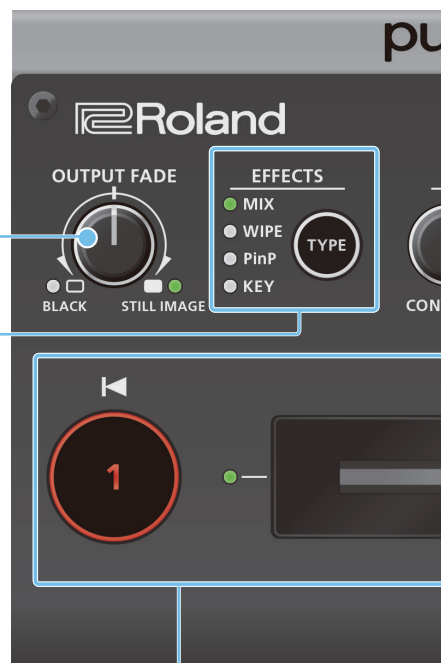 pu
Roland
OUTPUT FADE
BLACK
STILL IMAGE
EFFECTS
MIX
WIPE
PinP
KEY
TYPE
CON
1